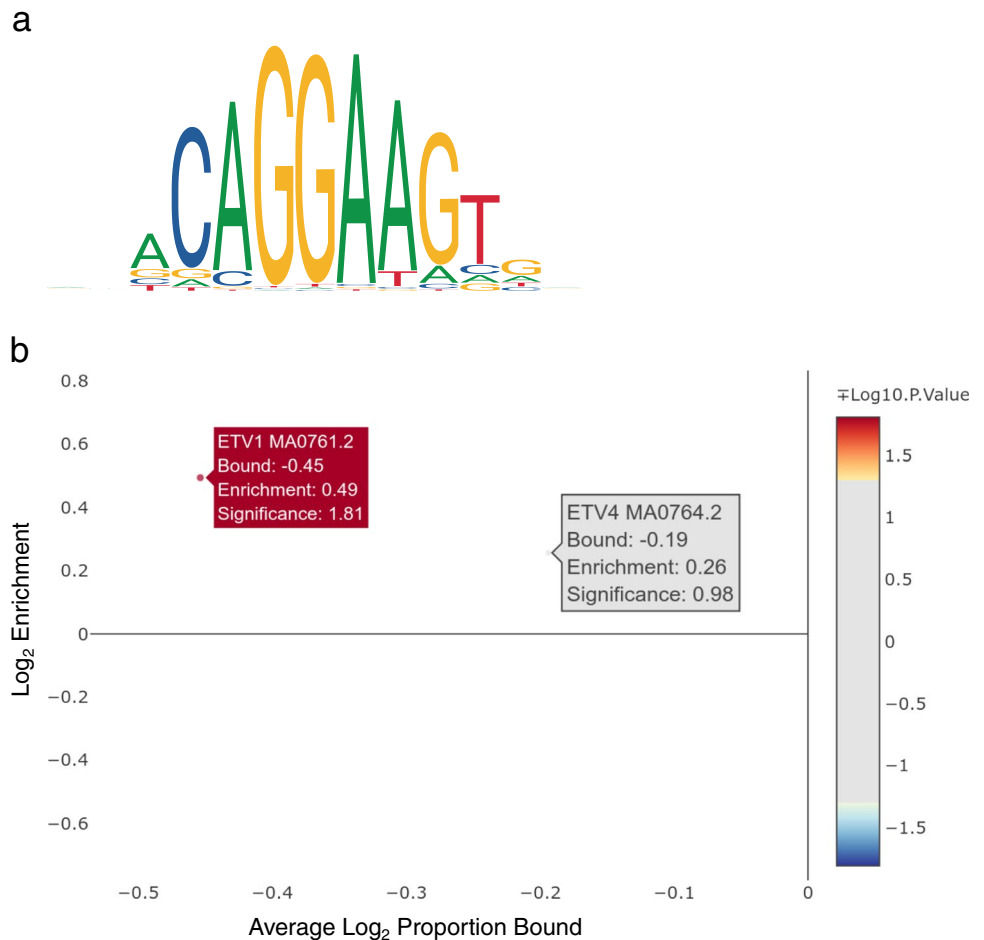 a
CAGGAAGT
b
0.8
0.6
0.4
0.2
0
−0.2
−0.4
−0.6
Log2 Enrichment
ETV1 MA0761.2
Bound: -0.45
Enrichment: 0.49
Significance: 1.81
ETV4 MA0764.2
Bound: -0.19
Enrichment: 0.26
Significance: 0.98
∓Log10.P.Value
1.5
1
0.5
0
−0.5
−1
−1.5
−0.5 −0.4 −0.3 −0.2 −0.1 0
Average Log2 Proportion Bound